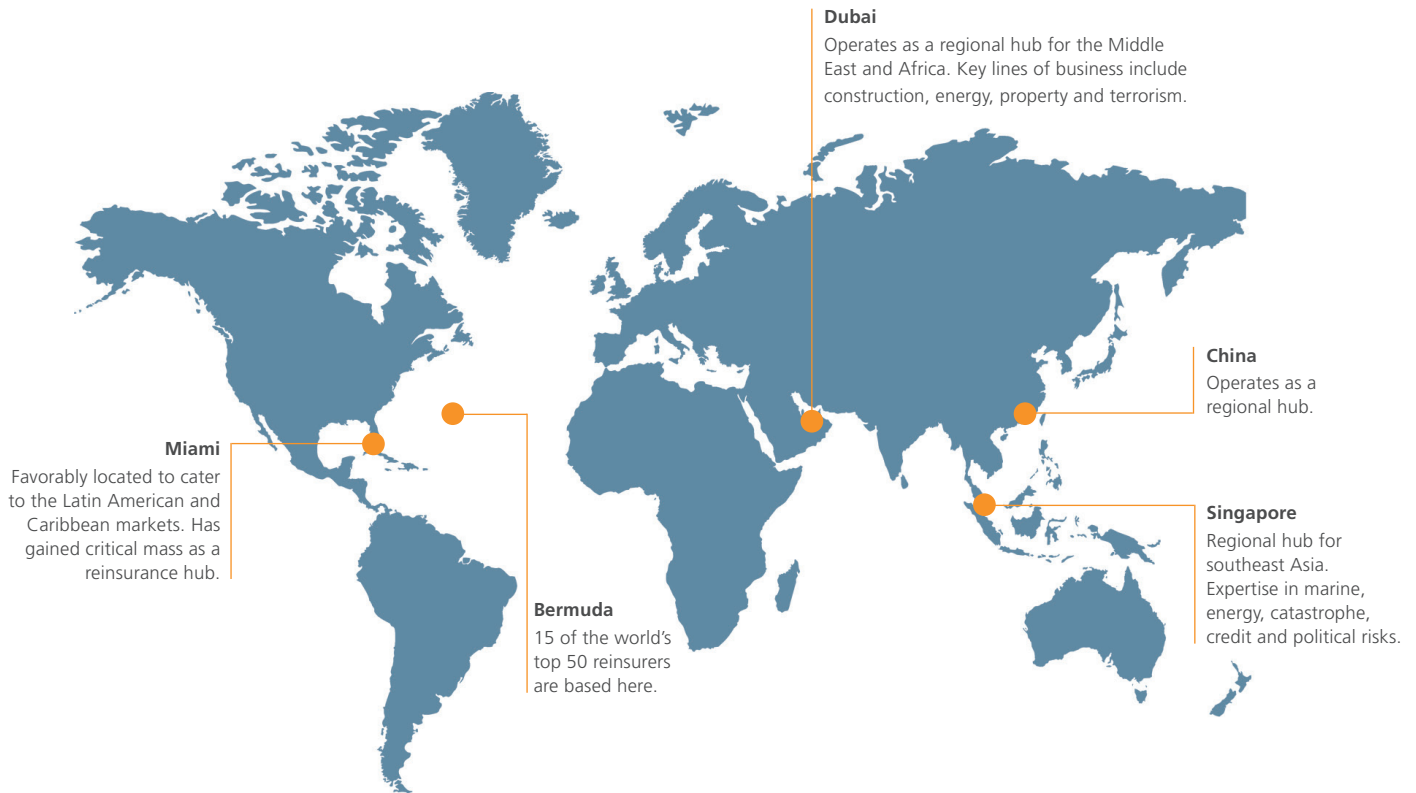 Dubai
Operates as a regional hub for the Middle
East and Africa. Key lines of business include
construction, energy, property and terrorism.
China
Operates as a
regional hub.
Miami
Favorably located to cater
to the Latin American and
Caribbean markets. Has
gained critical mass as a
reinsurance hub.
Singapore
Regional hub for
southeast Asia.
Expertise in marine,
energy, catastrophe,
credit and political risks.
Bermuda
15 of the world’s
top 50 reinsurers
are based here.